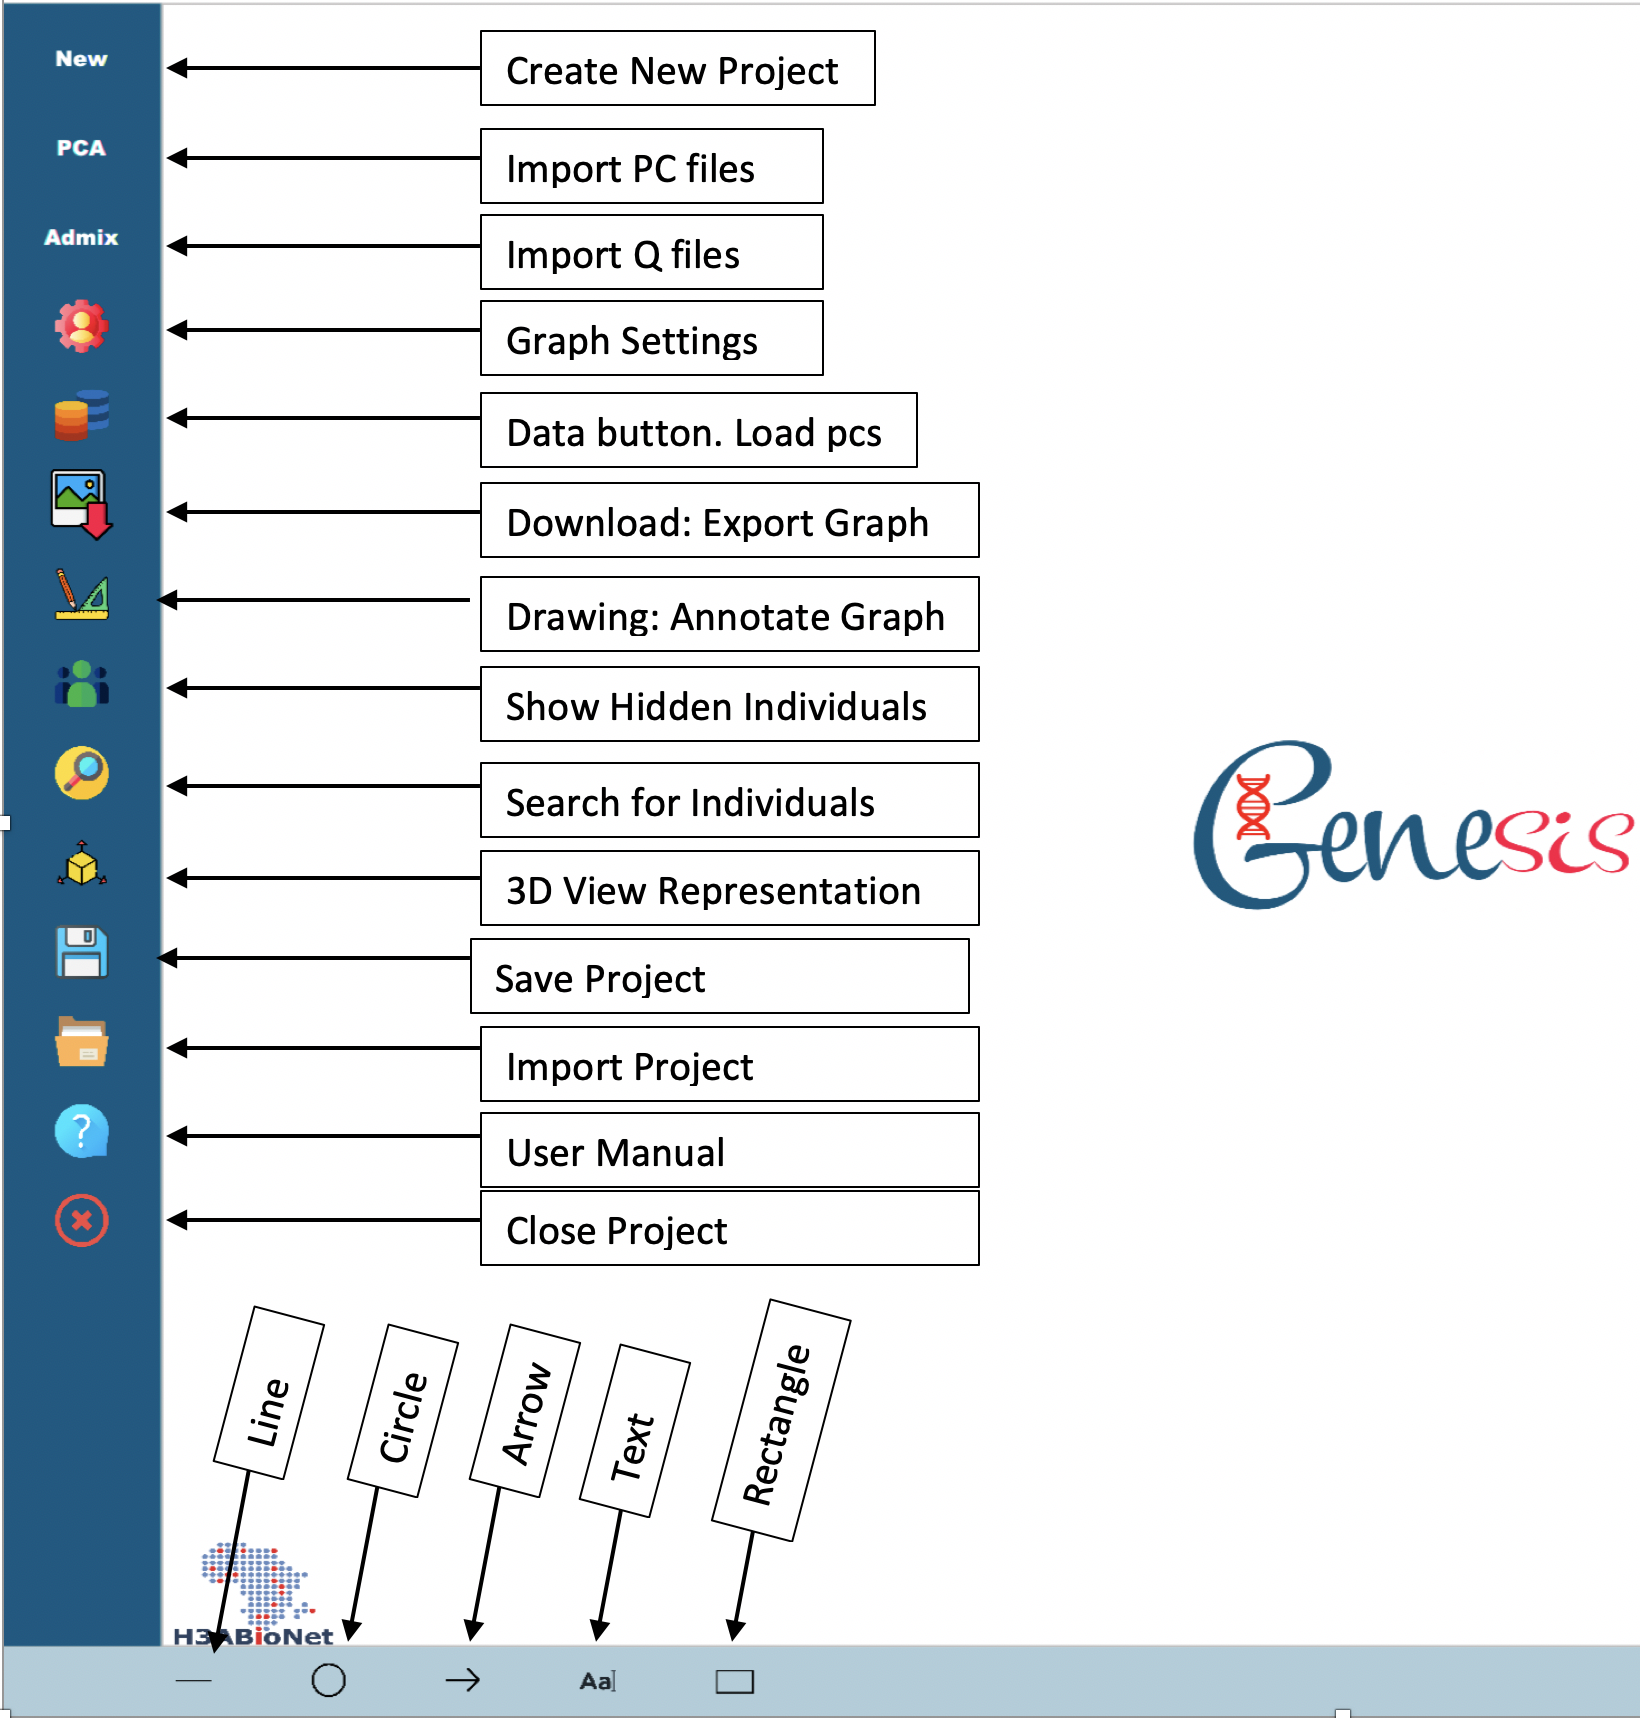 New
Create New Project
PCA
Import PC files
Admix
Import Q files
Graph Settings
Data button. Load pcs
Download: Export Graph
Drawing: Annotate Graph
Show Hidden Individuals
Search for Individuals
Genesis
3D View Representation
Save Project
Import Project
User Manual
Close Project
Line
Circle
Arrow
Text
Rectangle
H3ABioNet
Aa